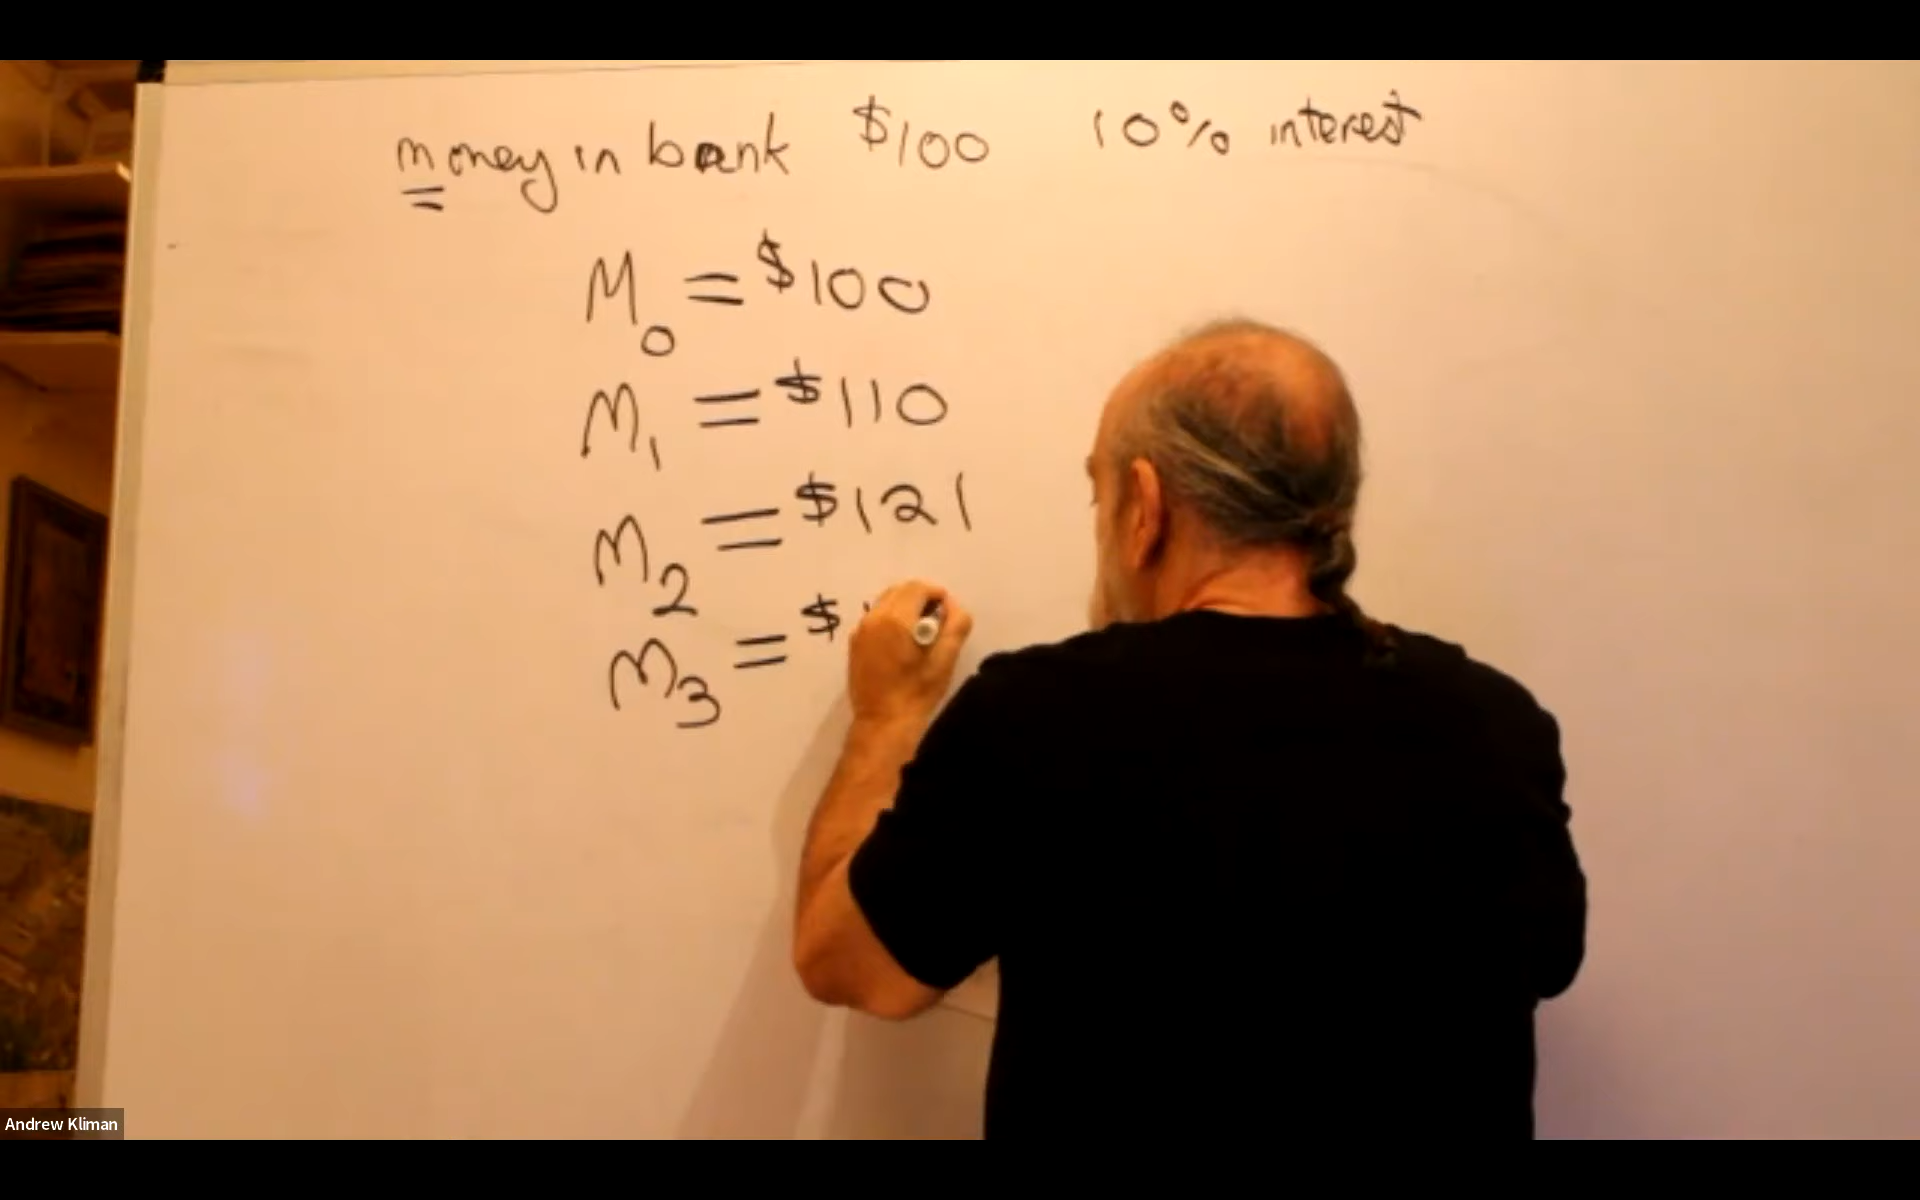 money in bank $100 10% interest
M0 = $100
M1 = $110
M2 = $121
M3 = $
Andrew Kliman